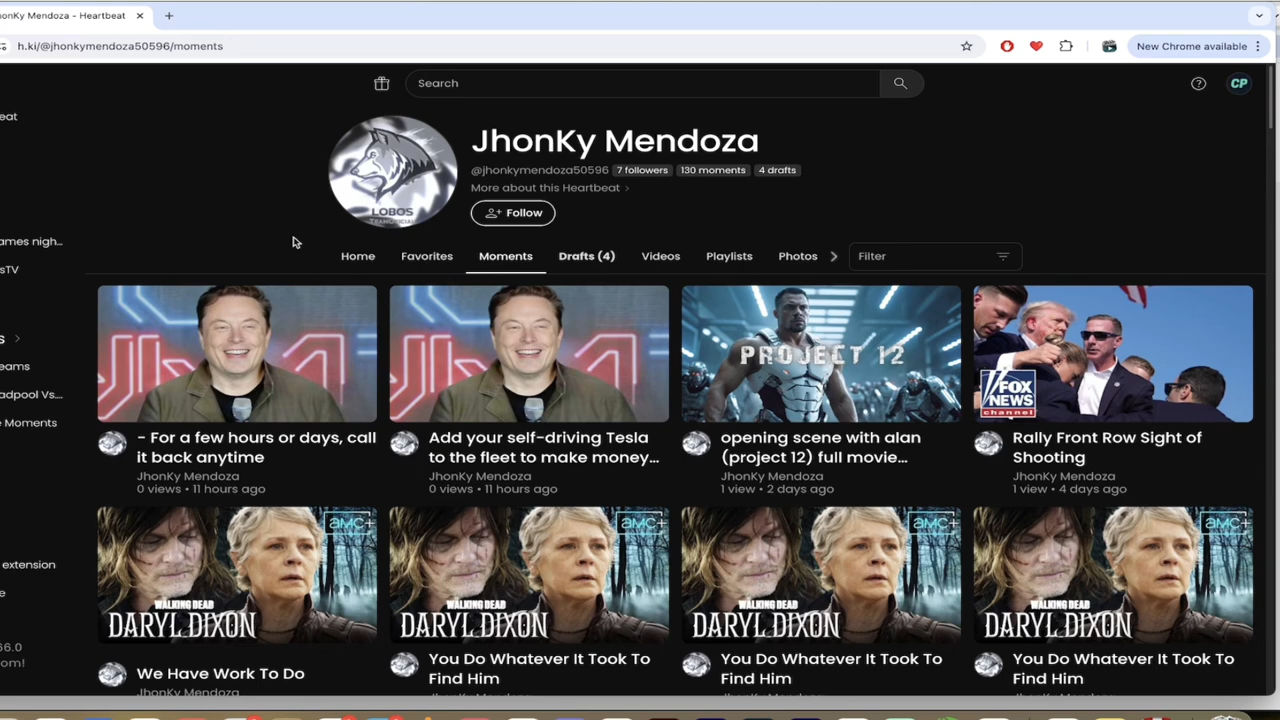 honKy Mendoza - Heartbeat
h.ki/@jhonkymendoza50596/moments
New Chrome available
Search
CP
eat
LOBOS
JhonKy Mendoza
@jhonkymendoza50596 7 followers 130 moments 4 drafts
More about this Heartbeat
Follow
ames nigh...
sTV
Home Favorites Moments Drafts (4) Videos Playlists Photos Filter
s
eams
adpool Vs....
e Moments
extension
e
66.0
om!
PROJECT 12
FOX
NEWS
channel
- For a few hours or days, call
it back anytime
JhonKy Mendoza
0 views • 11 hours ago
Add your self-driving Tesla
to the fleet to make money...
JhonKy Mendoza
0 views • 11 hours ago
opening scene with alan
(project 12) full movie...
JhonKy Mendoza
1 view • 2 days ago
Rally Front Row Sight of
Shooting
JhonKy Mendoza
1 view • 4 days ago
amc+
WALKING DEAD
DARYL DIXON
We Have Work To Do
JhonKy Mendoza
amc+
WALKING DEAD
DARYL DIXON
You Do Whatever It Took To
Find Him
amc+
WALKING DEAD
DARYL DIXON
You Do Whatever It Took To
Find Him
amc+
WALKING DEAD
DARYL DIXON
You Do Whatever It Took To
Find Him